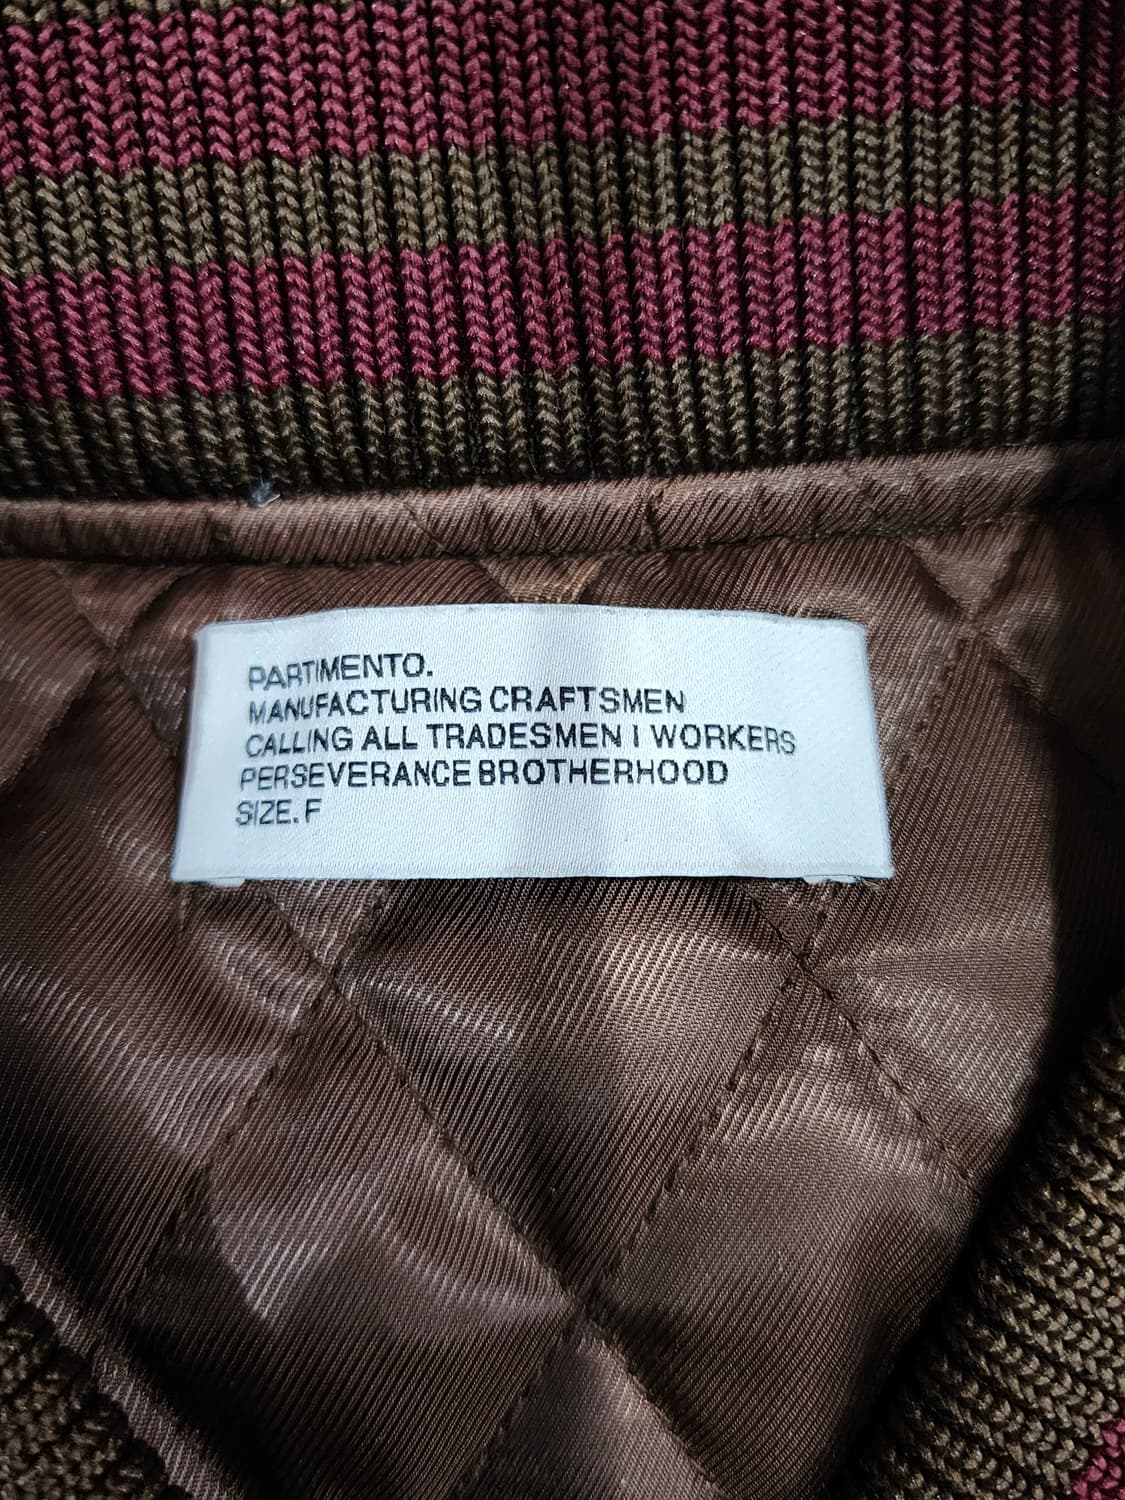 PARTIMENTO.
MANUFACTURING CRAFTSMEN
CALLING ALL TRADESMEN I WORKERS
PERSEVERANCE BROTHERHOOD
SIZE. F